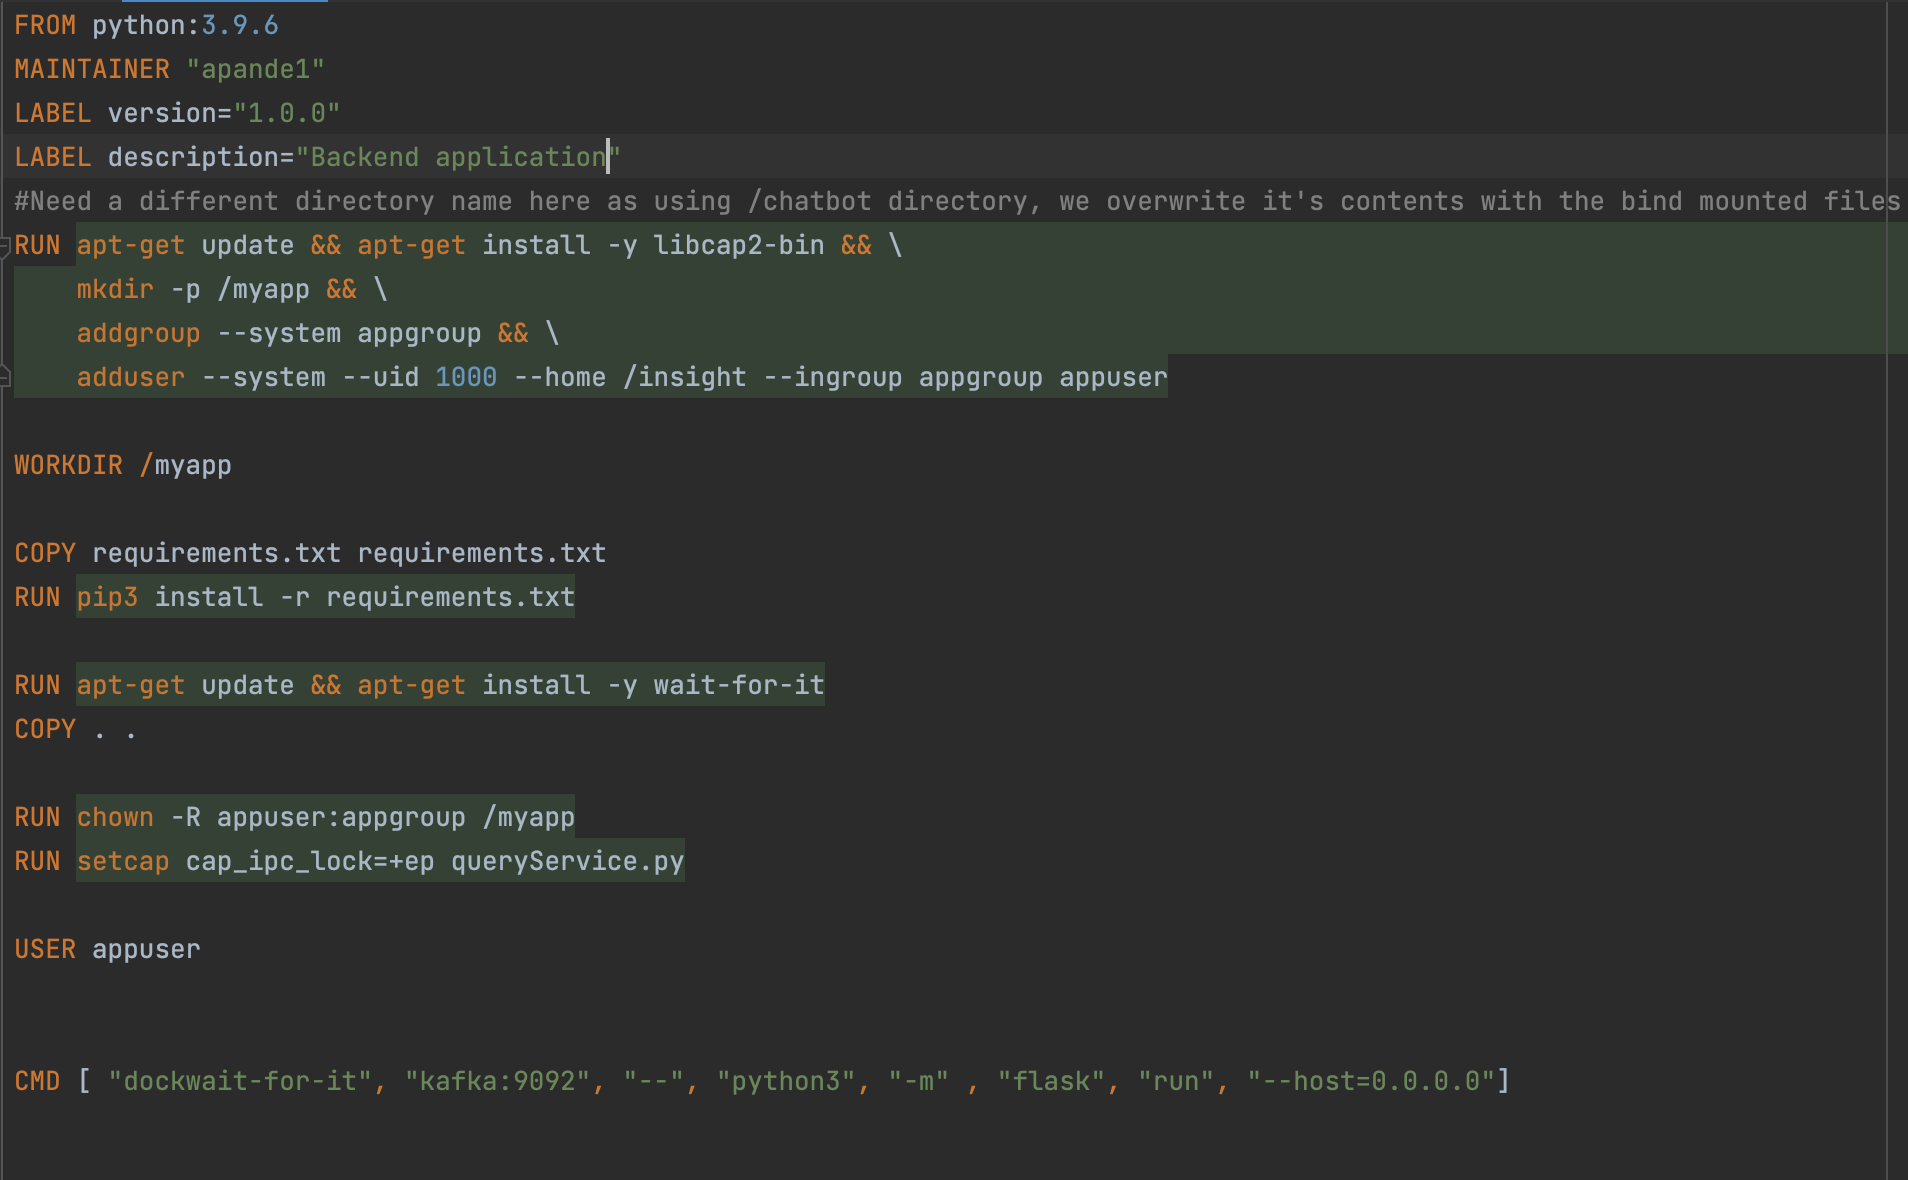 FROM python:3.9.6
MAINTAINER "apande1"
LABEL version="1.0.0"
LABEL description="Backend application"
#Need a different directory name here as using /chatbot directory, we overwrite it's contents with the bind mounted files
RUN apt-get update && apt-get install -y libcap2-bin && \
    mkdir -p /myapp && \
    addgroup --system appgroup && \
    adduser --system --uid 1000 --home /insight --ingroup appgroup appuser
WORKDIR /myapp
COPY requirements.txt requirements.txt
RUN pip3 install -r requirements.txt
RUN apt-get update && apt-get install -y wait-for-it
COPY . .
RUN chown -R appuser:appgroup /myapp
RUN setcap cap_ipc_lock=+ep queryService.py
USER appuser
CMD [ "dockwait-for-it", "kafka:9092", "--", "python3", "-m" , "flask", "run", "--host=0.0.0.0"]